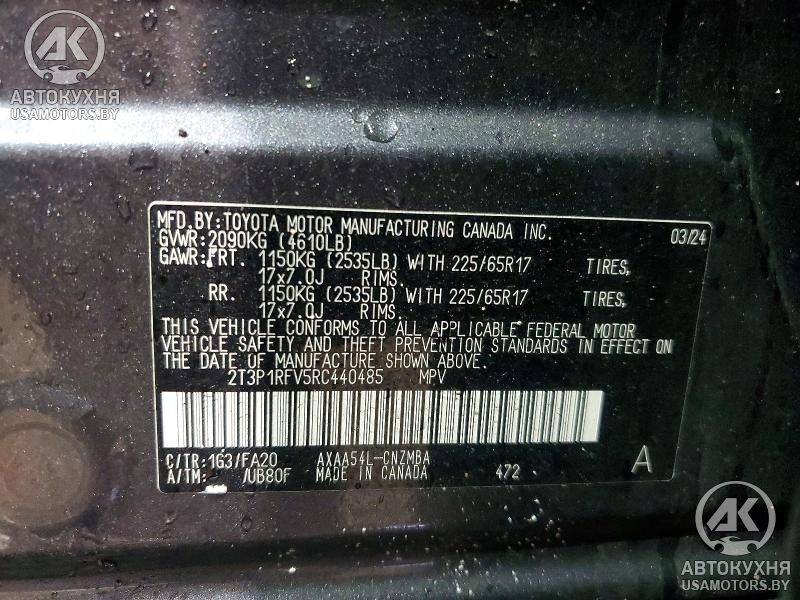 AK
АВТОКУХНЯ
USAMOTORS.BY
MFD. BY: TOYOTA MOTOR MANUFACTURING CANADA INC. 03/24
GVWR: 2090KG (4610LB)
GAWR: FRT. 1150KG (2535LB) WITH 225/65R17 TIRES,
17x7.0J RIMS.
RR. 1150KG (2535LB) WITH 225/65R17 TIRES,
17x7.0J RIMS.
THIS VEHICLE CONFORMS TO ALL APPLICABLE FEDERAL MOTOR
VEHICLE SAFETY AND THEFT PREVENTION STANDARDS IN EFFECT ON
THE DATE OF MANUFACTURE SHOWN ABOVE.
2T3P1RFV5RC440485 MPV
C/TR: 163/FA20 AXAA54L-CNZMBA
A/TM: /UB80F MADE IN CANADA 472 A
AK
АВТОКУХНЯ
USAMOTORS.BY